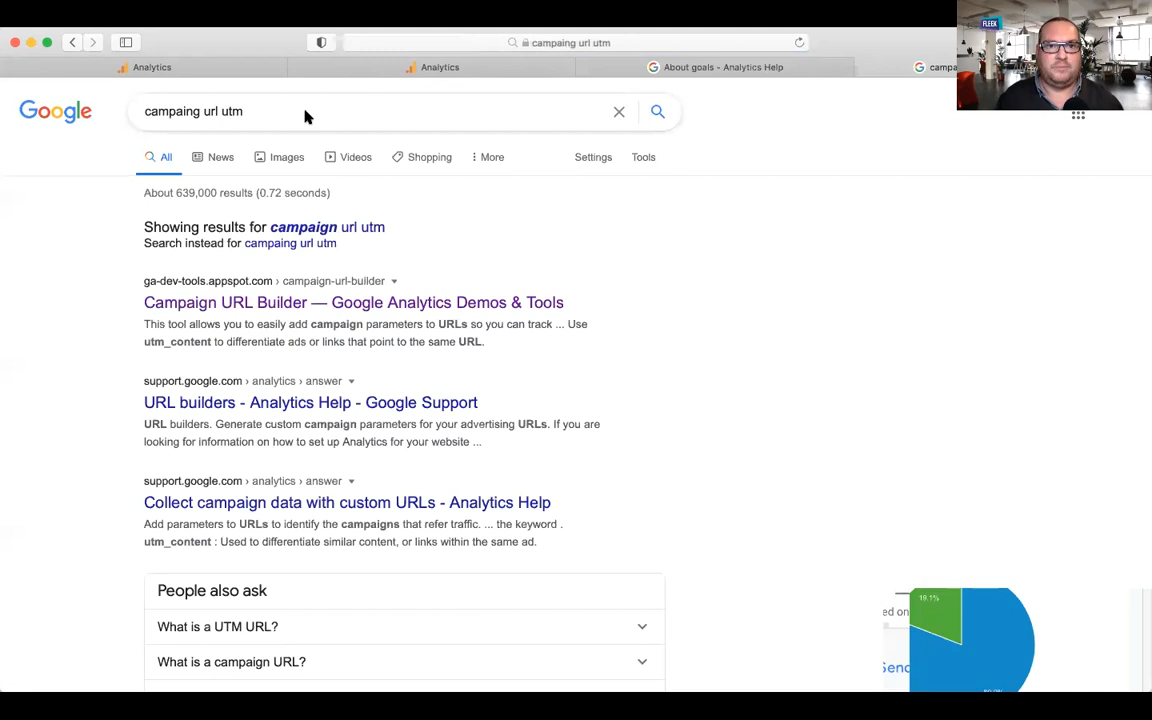 FLEEK
campaing url utm
Analytics
Analytics
About goals - Analytics Help
campa
Google
campaing url utm
All
News
Images
Videos
Shopping
More
Settings
Tools
About 639,000 results (0.72 seconds)
Showing results for campaign url utm
Search instead for campaing url utm
ga-dev-tools.appspot.com › campaign-url-builder
Campaign URL Builder — Google Analytics Demos & Tools
This tool allows you to easily add campaign parameters to URLs so you can track ... Use
utm_content to differentiate ads or links that point to the same URL.
support.google.com › analytics › answer
URL builders - Analytics Help - Google Support
URL builders. Generate custom campaign parameters for your advertising URLs. If you are
looking for information on how to set up Analytics for your website ...
support.google.com › analytics › answer
Collect campaign data with custom URLs - Analytics Help
Add parameters to URLs to identify the campaigns that refer traffic. ... the keyword .
utm_content : Used to differentiate similar content, or links within the same ad.
People also ask
What is a UTM URL?
What is a campaign URL?
19.1%
ed on
Send